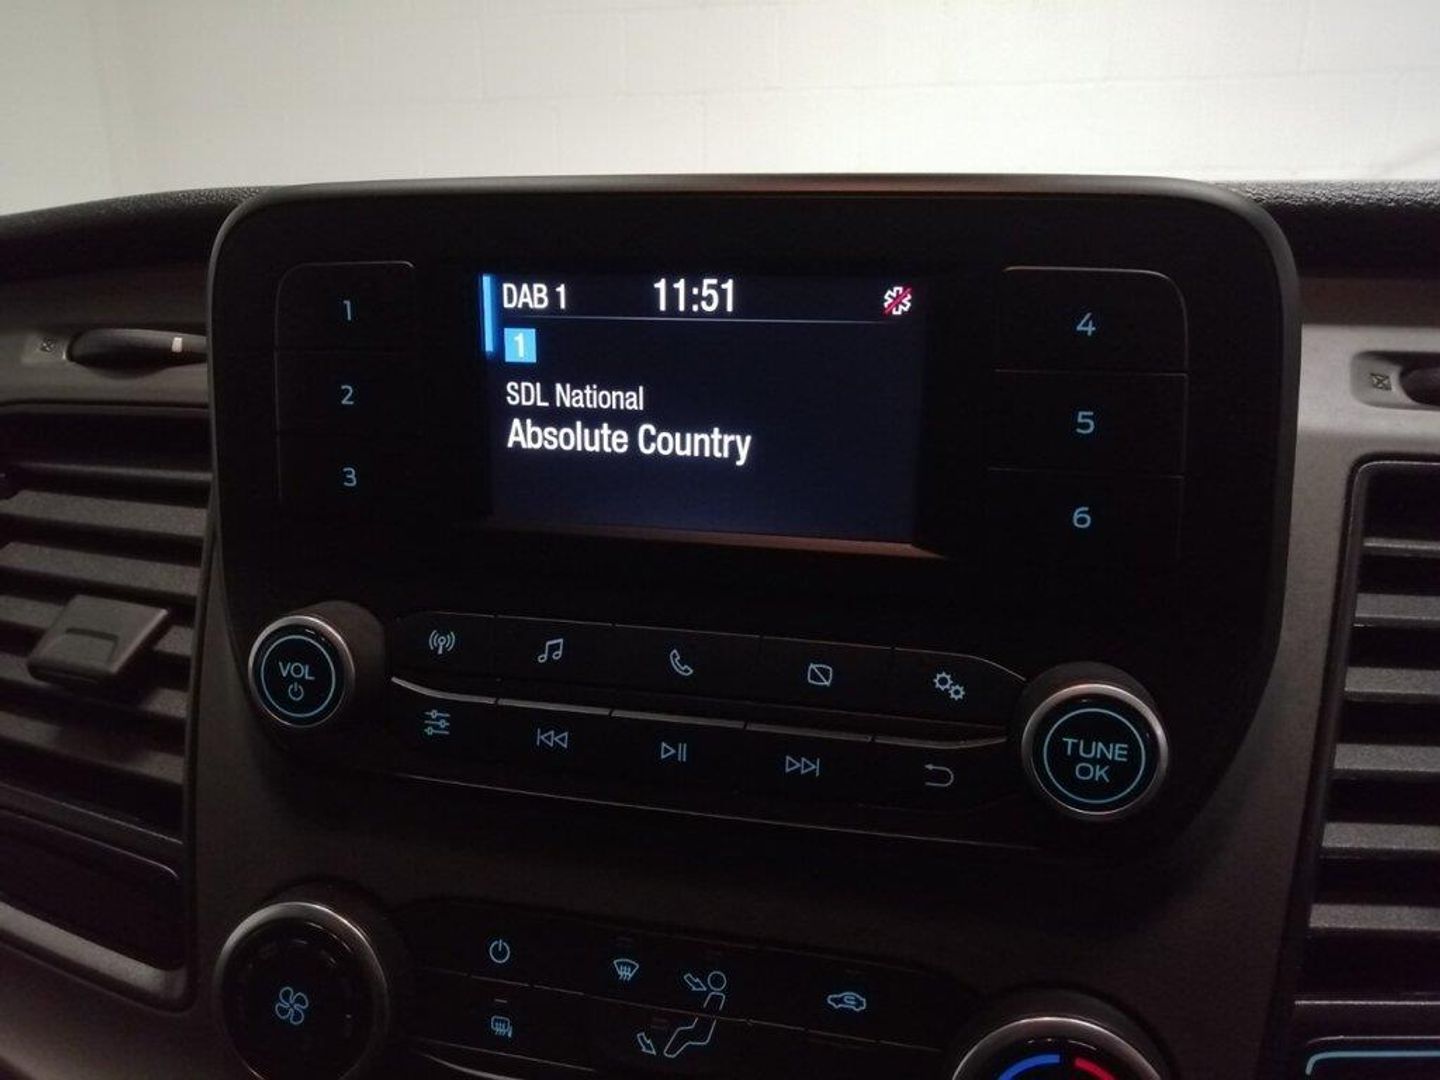 DAB 1 11:51
1
SDL National
Absolute Country
1
2
3
4
5
6
VOL
TUNE
OK